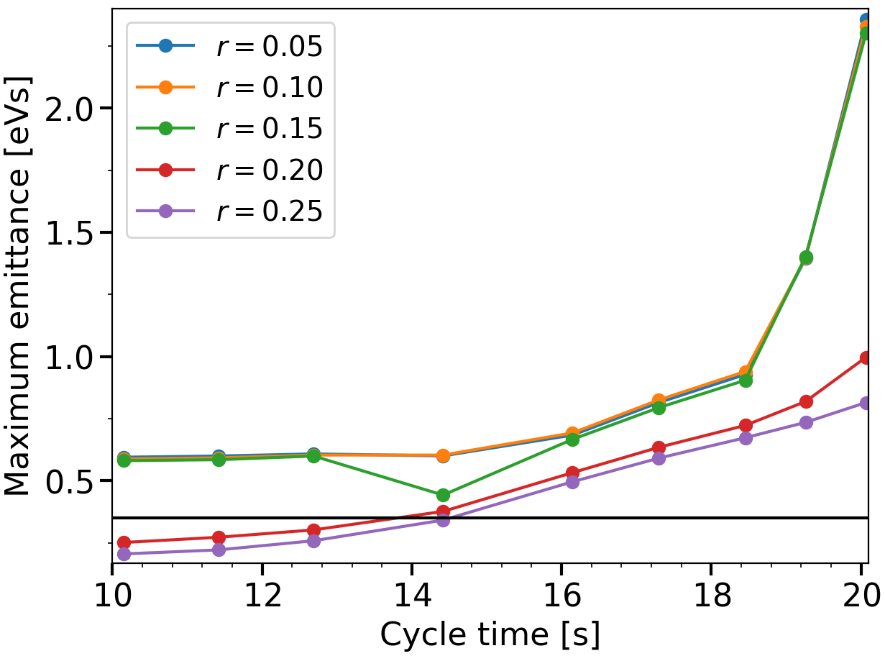 r = 0.05
r = 0.10
r = 0.15
r = 0.20
r = 0.25
Maximum emittance [eVs]
2.0
1.5
1.0
0.5
10 12 14 16 18 20
Cycle time [s]